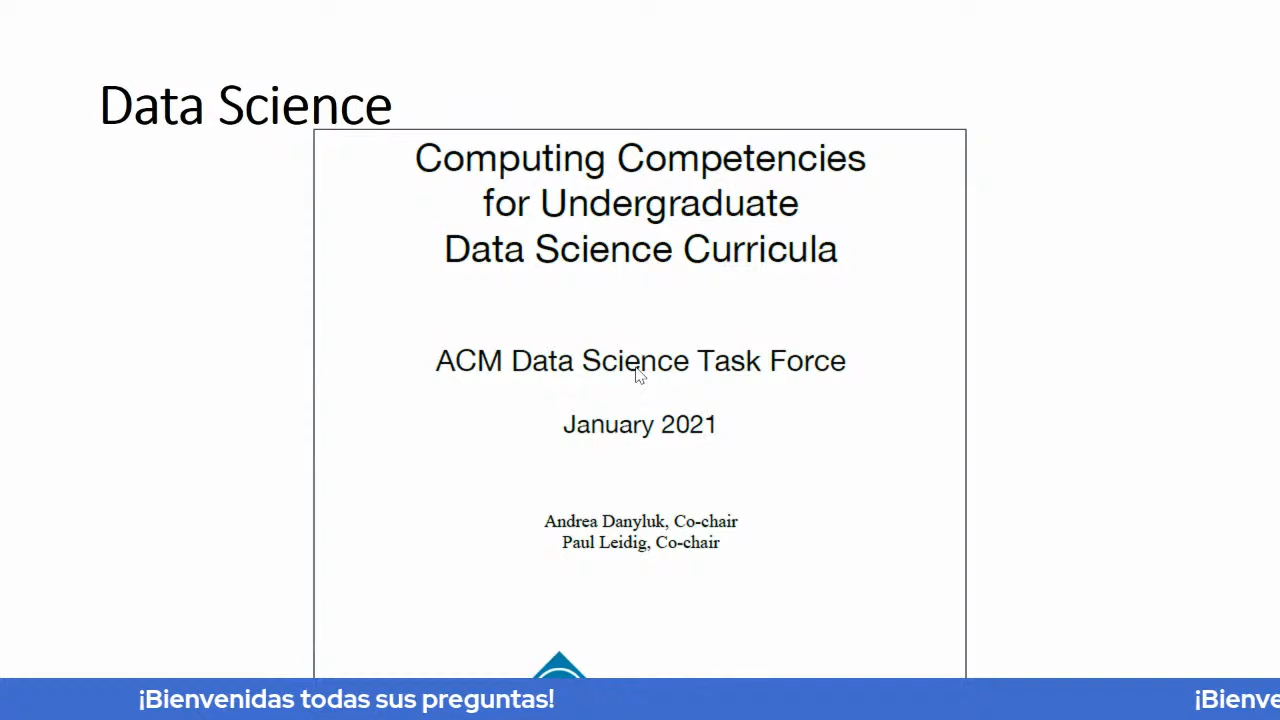 Data Science
Computing Competencies
for Undergraduate
Data Science Curricula
ACM Data Science Task Force
January 2021
Andrea Danyluk, Co-chair
Paul Leidig, Co-chair
¡Bienvenidas todas sus preguntas!
¡Bienve